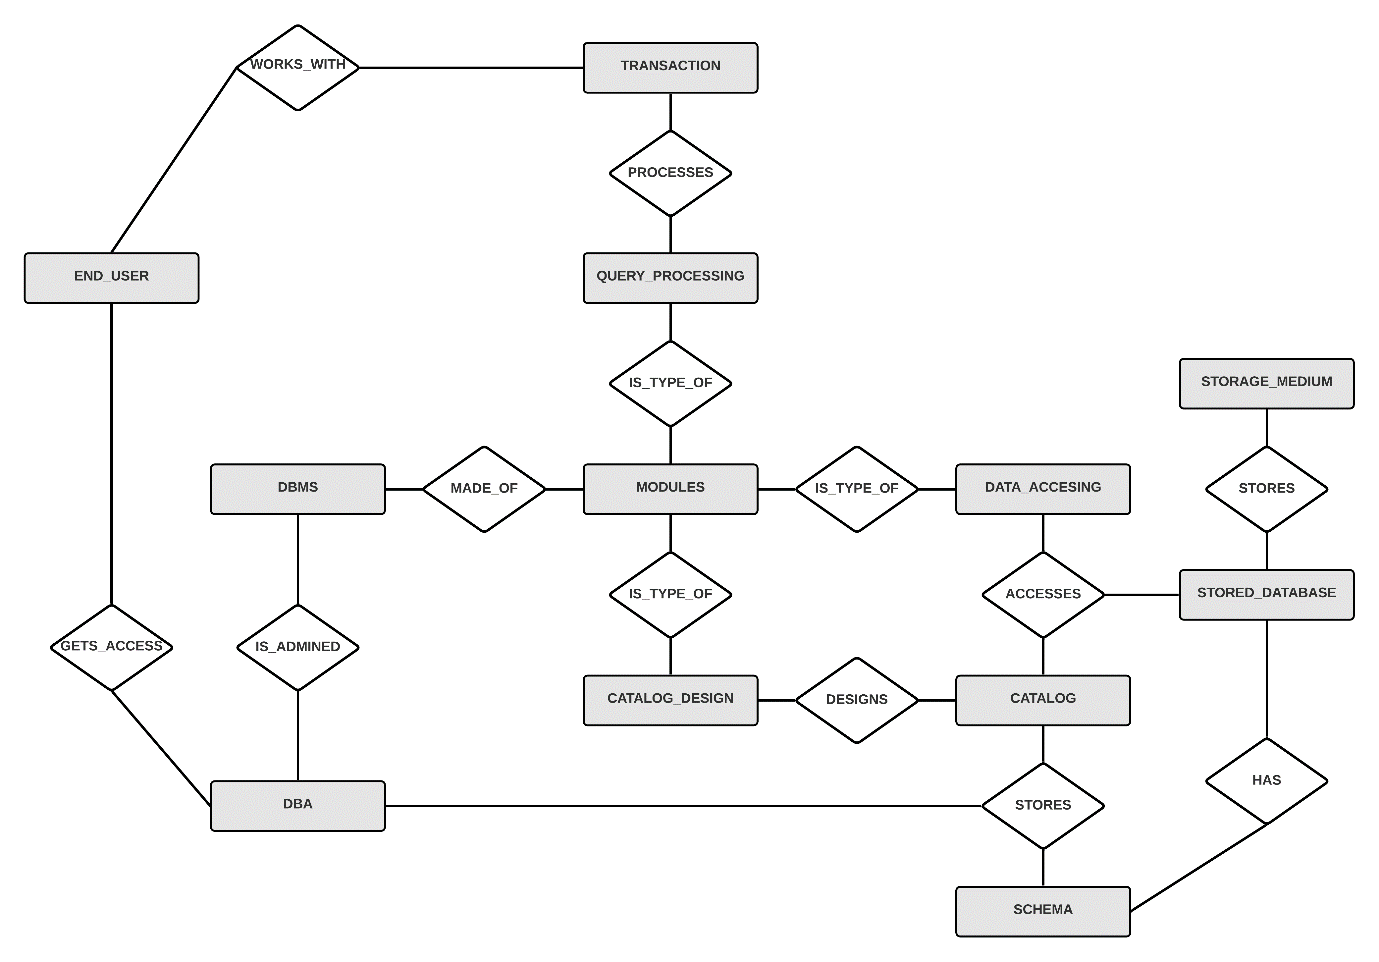 WORKS_WITH
TRANSACTION
PROCESSES
END_USER
QUERY_PROCESSING
IS_TYPE_OF
STORAGE_MEDIUM
DBMS
MADE_OF
MODULES
IS_TYPE_OF
DATA_ACCESING
STORES
IS_TYPE_OF
ACCESSES
STORED_DATABASE
GETS_ACCESS
IS_ADMINED
CATALOG_DESIGN
DESIGNS
CATALOG
HAS
DBA
STORES
SCHEMA